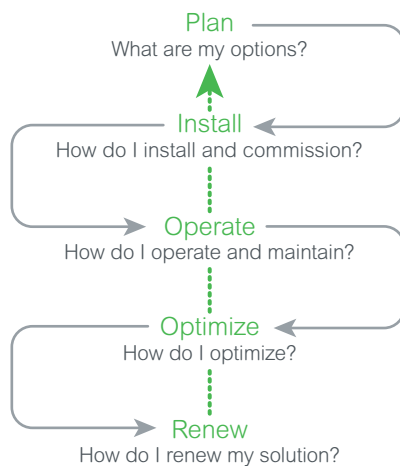 Plan
What are my options?
Install
How do I install and commission?
Operate
How do I operate and maintain?
Optimize
How do I optimize?
Renew
How do I renew my solution?